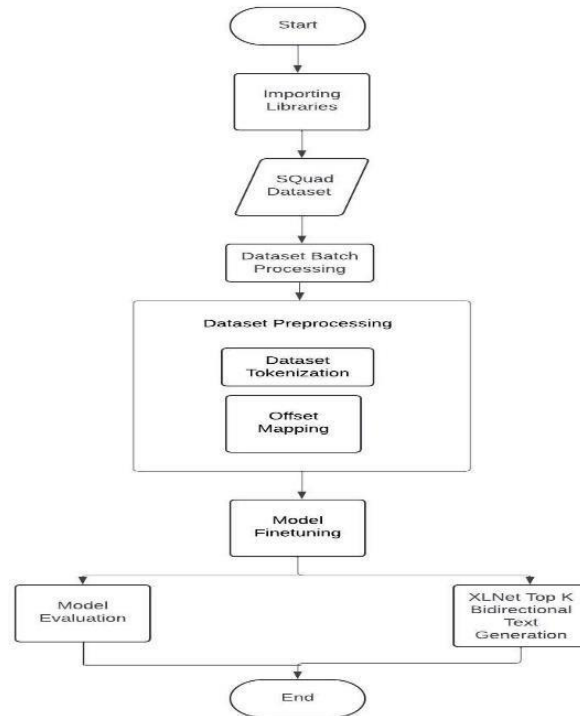 Start
Importing
Libraries
SQuad
Dataset
Dataset Batch
Processing
Dataset Preprocessing
Dataset
Tokenization
Offset
Mapping
Model
Finetuning
Model
Evaluation
XLNet Top K
Bidirectional
Text
Generation
End